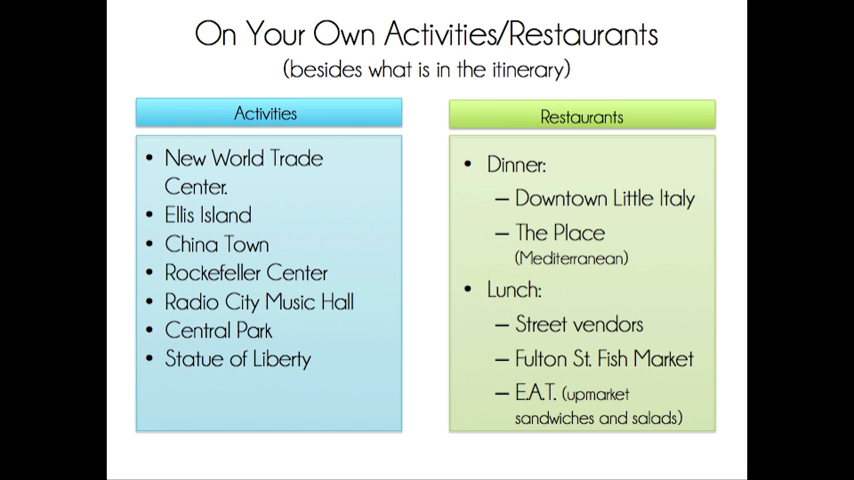 On Your Own Activities/Restaurants
(besides what is in the itinerary)
Activities
• New World Trade
Center.
• Ellis Island
• China Town
• Rockefeller Center
• Radio City Music Hall
• Central Park
• Statue of Liberty
Restaurants
• Dinner:
– Downtown Little Italy
– The Place
(Mediterranean)
• Lunch:
– Street vendors
– Fulton St. Fish Market
– E.A.T. (upmarket
sandwiches and salads)